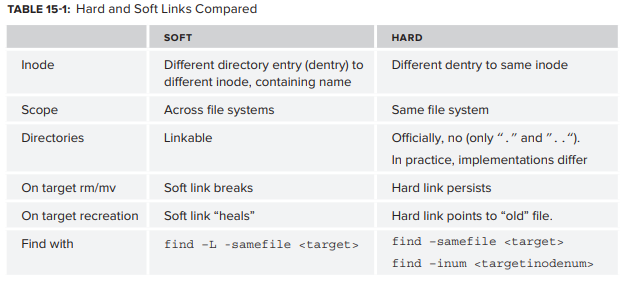 TABLE 15-1: Hard and Soft Links Compared
SOFT HARD
Inode Different directory entry (dentry) to different inode, containing name Different dentry to same inode
Scope Across file systems Same file system
Directories Linkable Officially, no (only “.” and ”..“).
In practice, implementations differ
On target rm/mv Soft link breaks Hard link persists
On target recreation Soft link “heals” Hard link points to “old” file.
Find with find -L -samefile <target> find -samefile <target>
find -inum <targetinodenum>